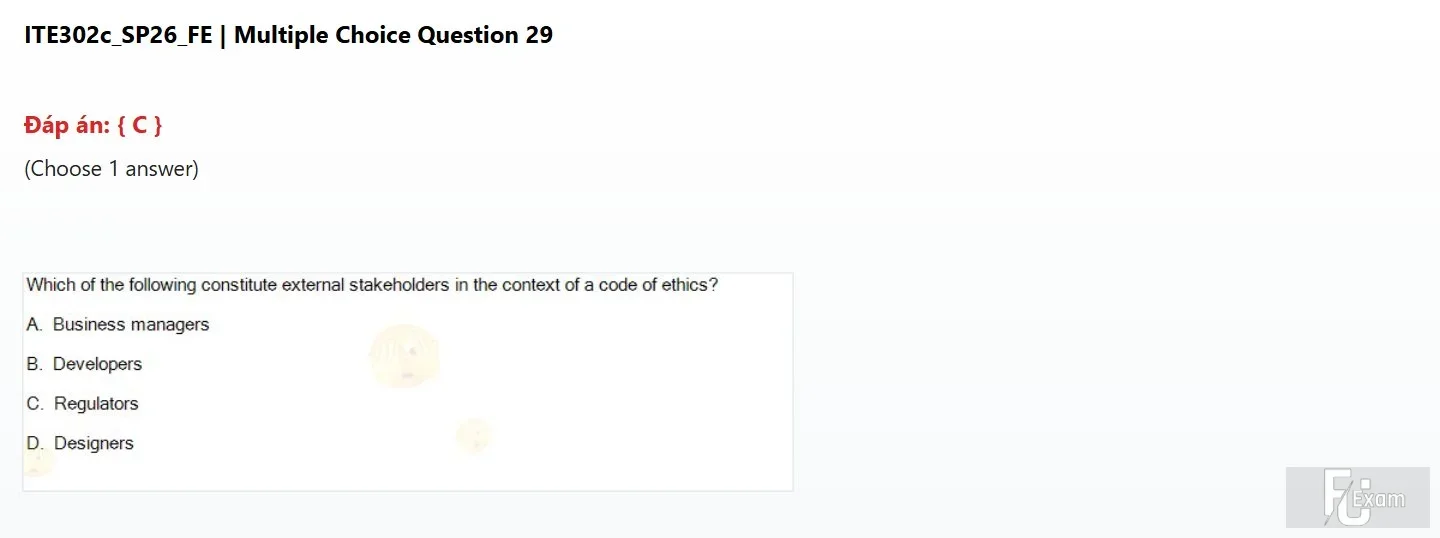 ITE302c_SP26_FE | Multiple Choice Question 29
Đáp án: { C }
(Choose 1 answer)
Which of the following constitute external stakeholders in the context of a code of ethics?
A. Business managers
B. Developers
C. Regulators
D. Designers
FU Exam